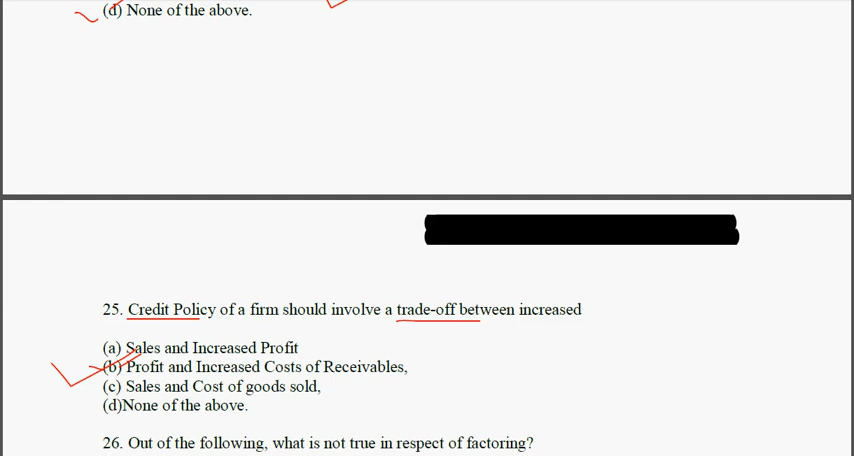 (d) None of the above.
25. Credit Policy of a firm should involve a trade-off between increased
(a) Sales and Increased Profit
(b) Profit and Increased Costs of Receivables,
(c) Sales and Cost of goods sold,
(d)None of the above.
26. Out of the following, what is not true in respect of factoring?